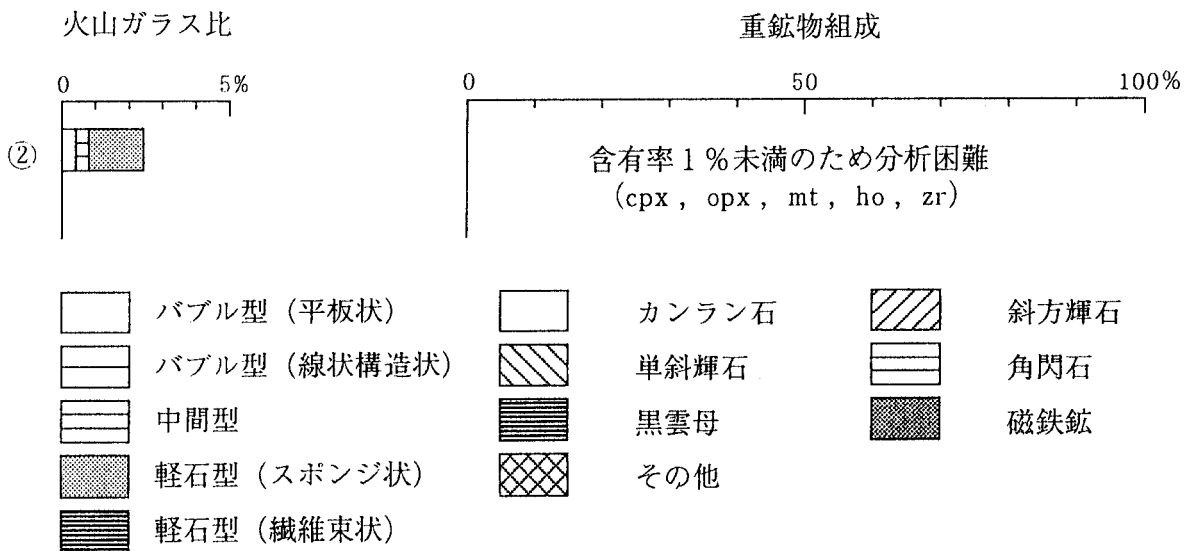 火山ガラス比
重鉱物組成
0 5%
0 50 100%
②
含有率1%未満のため分析困難
(cpx, opx, mt, ho, zr)
バブル型（平板状）
バブル型（線状構造状）
中間型
軽石型（スポンジ状）
軽石型（繊維束状）
カンラン石
単斜輝石
黒雲母
その他
斜方輝石
角閃石
磁鉄鉱